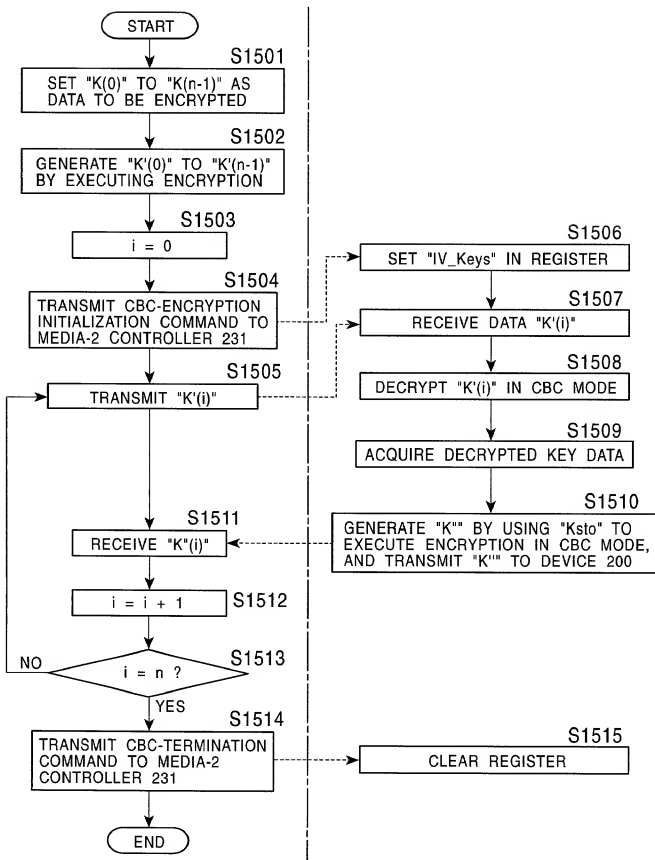 START
S1501
SET "K(0)" TO "K(n-1)" AS
DATA TO BE ENCRYPTED
S1502
GENERATE "K'(0)" TO "K'(n-1)"
BY EXECUTING ENCRYPTION
S1503
i = 0
S1504
TRANSMIT CBC-ENCRYPTION
INITIALIZATION COMMAND TO
MEDIA-2 CONTROLLER 231
S1505
TRANSMIT "K'(i)"
S1506
SET "IV_Keys" IN REGISTER
S1507
RECEIVE DATA "K'(i)"
S1508
DECRYPT "K'(i)" IN CBC MODE
S1509
ACQUIRE DECRYPTED KEY DATA
S1510
GENERATE "K"" BY USING "Ksto" TO
EXECUTE ENCRYPTION IN CBC MODE,
AND TRANSMIT "K"" TO DEVICE 200
S1511
RECEIVE "K"(i)"
i = i + 1
S1512
i = n ?
S1513
NO
YES
S1514
TRANSMIT CBC-TERMINATION
COMMAND TO MEDIA-2
CONTROLLER 231
S1515
CLEAR REGISTER
END